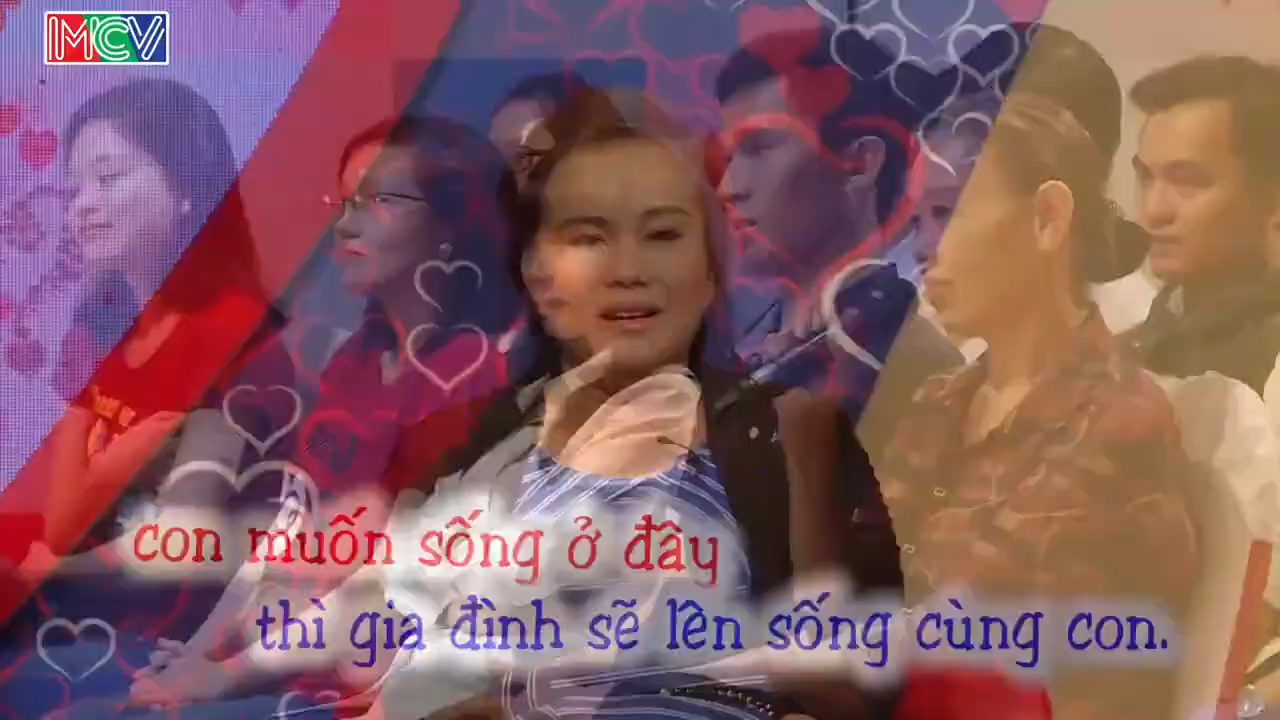 MCV
con muốn sống ở đây
thì gia đình sẽ lên sống cùng con.